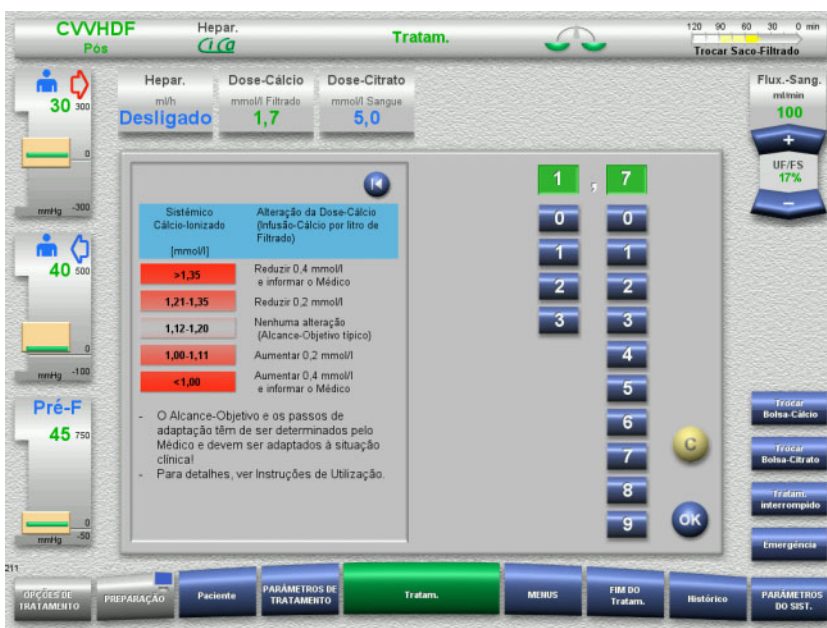 CVVHDF
Pós
Hepar.
CiCa
Tratam.
120 90 60 30 0 min
Trocar Saco-Filtrado
30 300
0
mmHg -300
40 500
0
mmHg -100
Pré-F
45 750
0
mmHg -50
Hepar.
ml/h
Desligado
Dose-Cálcio
mmol/l Filtrado
1,7
Dose-Citrato
mmol/l Sangue
5,0
Flux.-Sang.
ml/min
100
+
UF/FS
17%
−
Sistémico
Cálcio-Ionizado
[mmol/l]
Alteração da Dose-Cálcio
(Infusão-Cálcio por litro de
Filtrado)
>1,35
Reduzir 0,4 mmol/l
e informar o Médico
1,21-1,35
Reduzir 0,2 mmol/l
1,12-1,20
Nenhuma alteração
(Alcance-Objetivo típico)
1,00-1,11
Aumentar 0,2 mmol/l
<1,00
Aumentar 0,4 mmol/l
e informar o Médico
- O Alcance-Objetivo e os passos de
adaptação têm de ser determinados pelo
Médico e devem ser adaptados à situação
clínica!
- Para detalhes, ver Instruções de Utilização.
1 , 7
0 0
1 1
2 2
3 3
4
5
6
7
8
9
C
OK
Trocar
Bolsa-Cálcio
Trocar
Bolsa-Citrato
Tratam.
interrompido
Emergência
211
OPÇÕES DE
TRATAMENTO
PREPARAÇÃO
Paciente
PARÂMETROS DE
TRATAMENTO
Tratam.
MENUS
FIM DO
Tratam.
Histórico
PARÂMETROS
DO SIST.